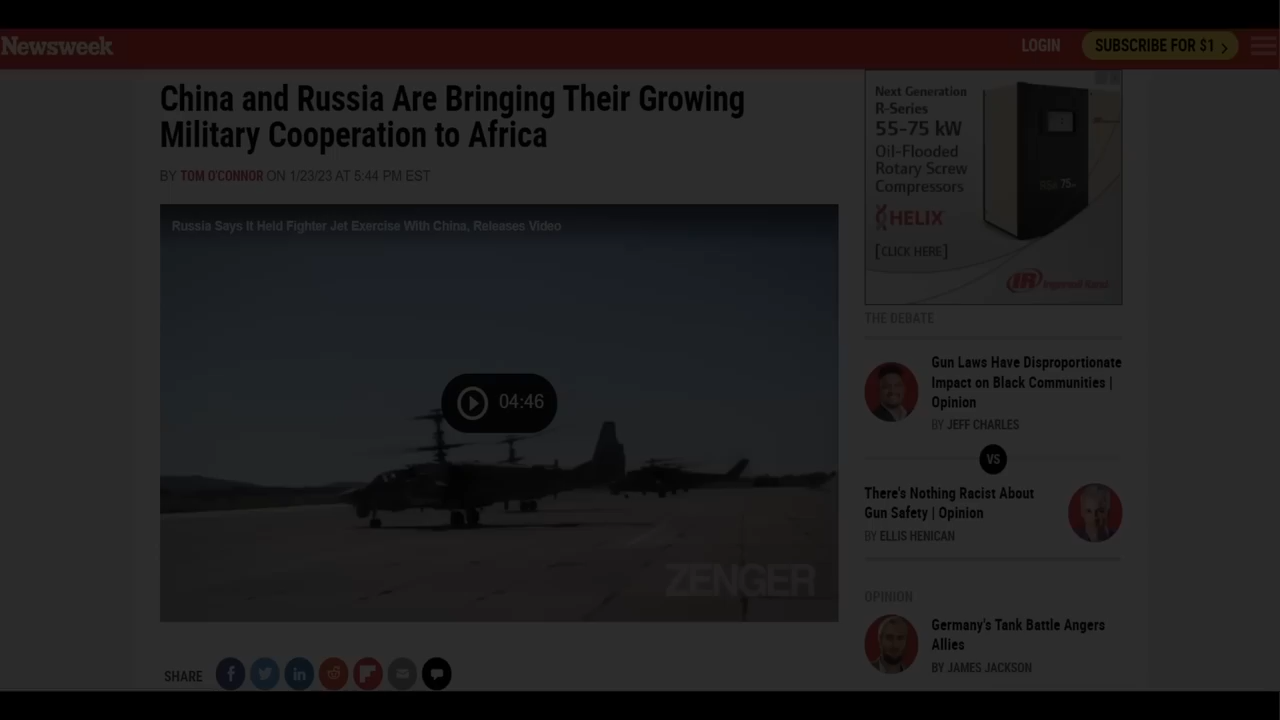 Newsweek
LOGIN
SUBSCRIBE FOR $1 >
China and Russia Are Bringing Their Growing
Military Cooperation to Africa
BY TOM O'CONNOR ON 1/23/23 AT 5:44 PM EST
Russia Says It Held Fighter Jet Exercise With China, Releases Video
04:46
ZENGER
SHARE
Next Generation
R-Series
55-75 kW
Oil-Flooded
Rotary Screw
Compressors
HELIX
[CLICK HERE]
IR Ingersoll Rand
THE DEBATE
Gun Laws Have Disproportionate
Impact on Black Communities |
Opinion
BY JEFF CHARLES
VS
There's Nothing Racist About
Gun Safety | Opinion
BY ELLIS HENICAN
OPINION
Germany's Tank Battle Angers
Allies
BY JAMES JACKSON